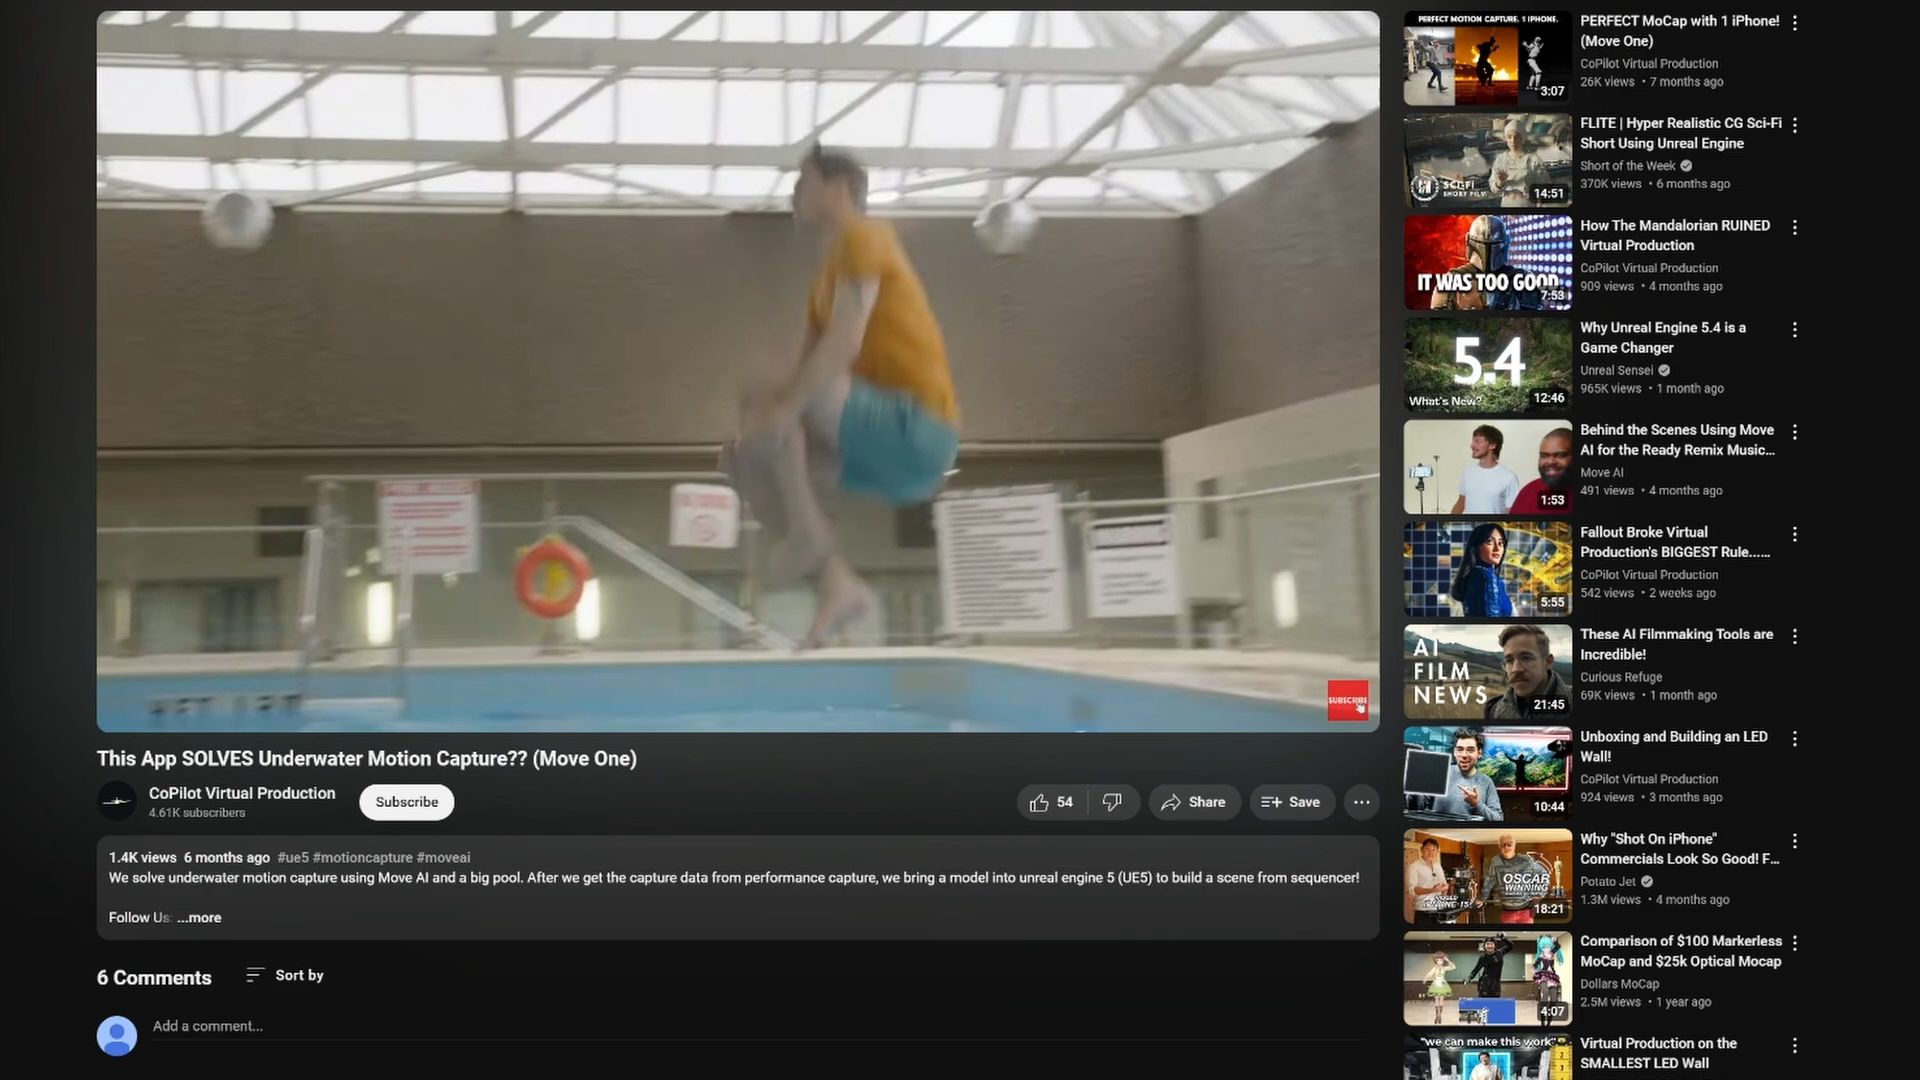 SUBSCRIBE
This App SOLVES Underwater Motion Capture?? (Move One)
CoPilot Virtual Production
4.61K subscribers
Subscribe
54
Share
Save
1.4K views 6 months ago #ue5 #motioncapture #moveai
We solve underwater motion capture using Move AI and a big pool. After we get the capture data from performance capture, we bring a model into unreal engine 5 (UE5) to build a scene from sequencer!
Follow Us: ...more
6 Comments
Sort by
Add a comment...
PERFECT MOTION CAPTURE. 1 IPHONE.
3:07
PERFECT MoCap with 1 iPhone!
(Move One)
CoPilot Virtual Production
26K views • 7 months ago
SCI-FI
SHORT FILM
14:51
FLITE | Hyper Realistic CG Sci-Fi
Short Using Unreal Engine
Short of the Week
370K views • 6 months ago
IT WAS TOO GOOD
7:53
How The Mandalorian RUINED
Virtual Production
CoPilot Virtual Production
909 views • 4 months ago
5.4
What's New?
12:46
Why Unreal Engine 5.4 is a
Game Changer
Unreal Sensei
965K views • 1 month ago
1:53
Behind the Scenes Using Move
AI for the Ready Remix Music...
Move AI
491 views • 4 months ago
5:55
Fallout Broke Virtual
Production's BIGGEST Rule......
CoPilot Virtual Production
542 views • 2 weeks ago
AI
FILM
NEWS
21:45
These AI Filmmaking Tools are
Incredible!
Curious Refuge
69K views • 1 month ago
10:44
Unboxing and Building an LED
Wall!
CoPilot Virtual Production
924 views • 3 months ago
OSCAR
WINNING
18:21
Why "Shot On iPhone"
Commercials Look So Good! F...
Potato Jet
1.3M views • 4 months ago
4:07
Comparison of $100 Markerless
MoCap and $25k Optical Mocap
Dollars MoCap
2.5M views • 1 year ago
"we can make this work"
Virtual Production on the
SMALLEST LED Wall